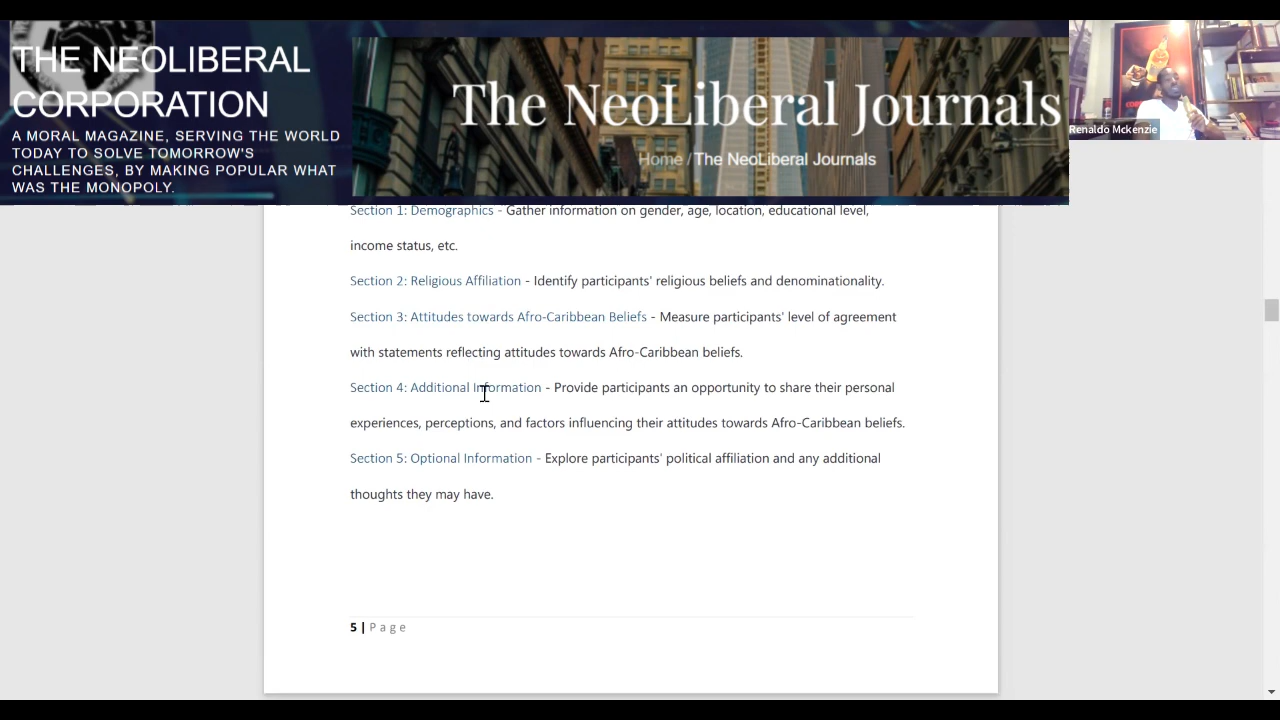 THE NEOLIBERAL
CORPORATION
A MORAL MAGAZINE, SERVING THE WORLD
TODAY TO SOLVE TOMORROW'S
CHALLENGES, BY MAKING POPULAR WHAT
WAS THE MONOPOLY.
The NeoLiberal Journals
Home / The NeoLiberal Journals
Renaldo Mckenzie
Section 1: Demographics - Gather information on gender, age, location, educational level,
income status, etc.
Section 2: Religious Affiliation - Identify participants' religious beliefs and denominationality.
Section 3: Attitudes towards Afro-Caribbean Beliefs - Measure participants' level of agreement
with statements reflecting attitudes towards Afro-Caribbean beliefs.
Section 4: Additional Information - Provide participants an opportunity to share their personal
experiences, perceptions, and factors influencing their attitudes towards Afro-Caribbean beliefs.
Section 5: Optional Information - Explore participants' political affiliation and any additional
thoughts they may have.
5 | Page